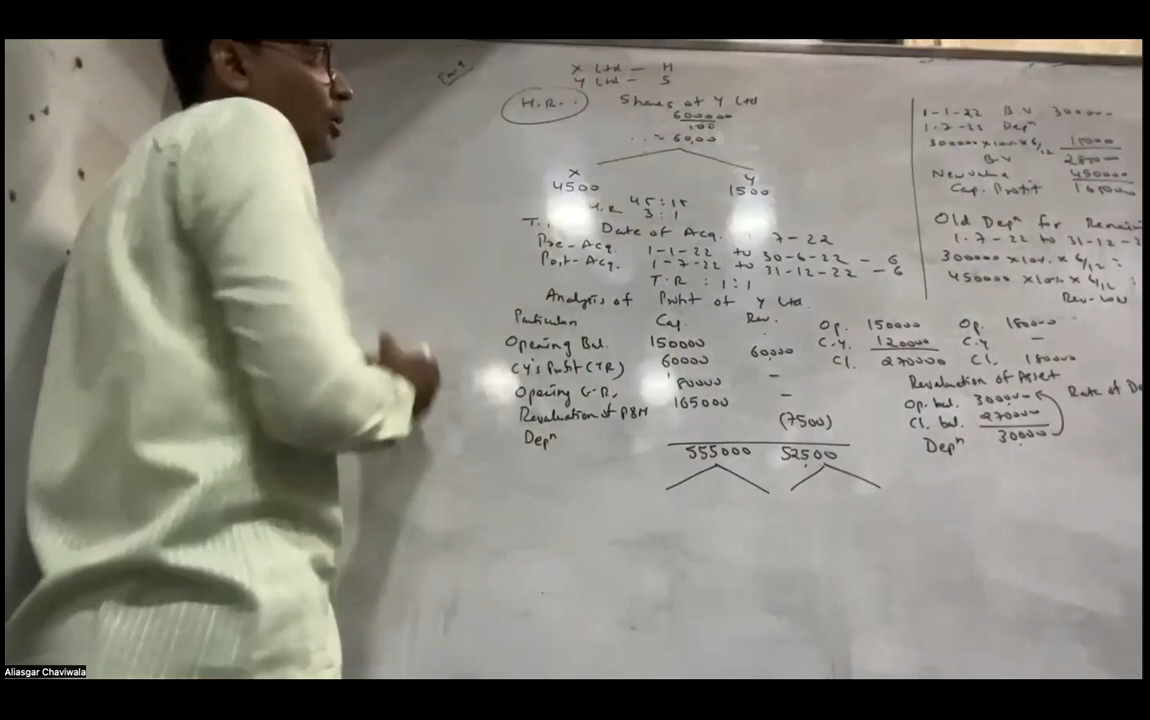 X Ltd — H
Y Ltd — S
H.R. :
Shares of Y Ltd
600000
100
= 60,00
X
4500
Y
1500
H.R 45 : 15
3 : 1
Date of Acq. 7-22
Pre-Acq. 1-1-22 to 30-6-22 - 6
Post-Acq. 1-7-22 to 31-12-22 - 6
T.R : 1 : 1
Analysis of Profit of Y Ltd.
Particulars Cap. Rev.
Opening Bal. 150000
CY's Profit (TR) 60000 60000
Opening G.R. 180000 -
Revaluation of P&M 165000 -
Depn (7500)
555000 52500
Op. 150000
C.Y. 120000
Cl. 270000
Op. 180000
C.Y -
Cl. 180000
1-1-22 B.V 300000
1-7-22 Depn
300000 x 10% x 6/12 15000
B.V 285000
New Value 450000
Cap. Profit 165000
Old Depn for Remain
1-7-22 to 31-12-2
300000 x 10% x 6/12 =
450000 x 10% x 6/12 :
Rev-Loss
Revaluation of Asset
Op. bal. 300000
Cl. bal. 270000
Depn 30000
Rate of De
Aliasgar Chaviwala